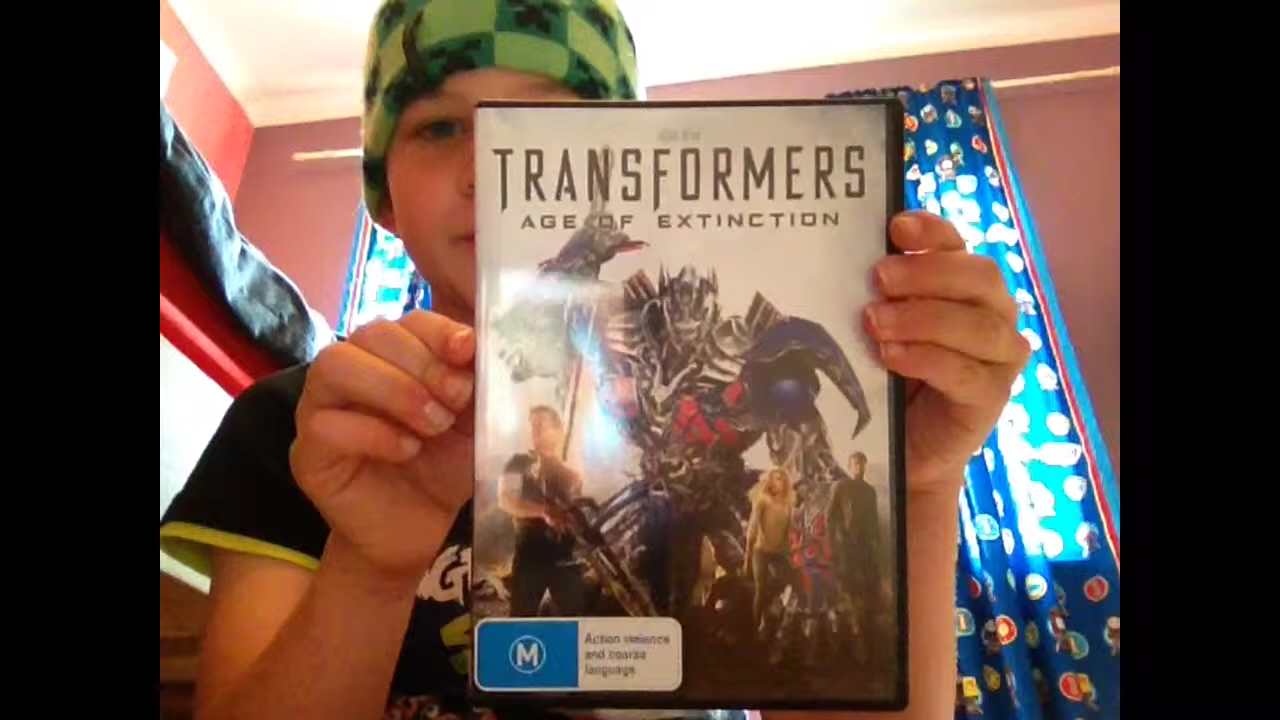 TRANSFORMERS
AGE OF EXTINCTION
M
Action violence
and coarse
language